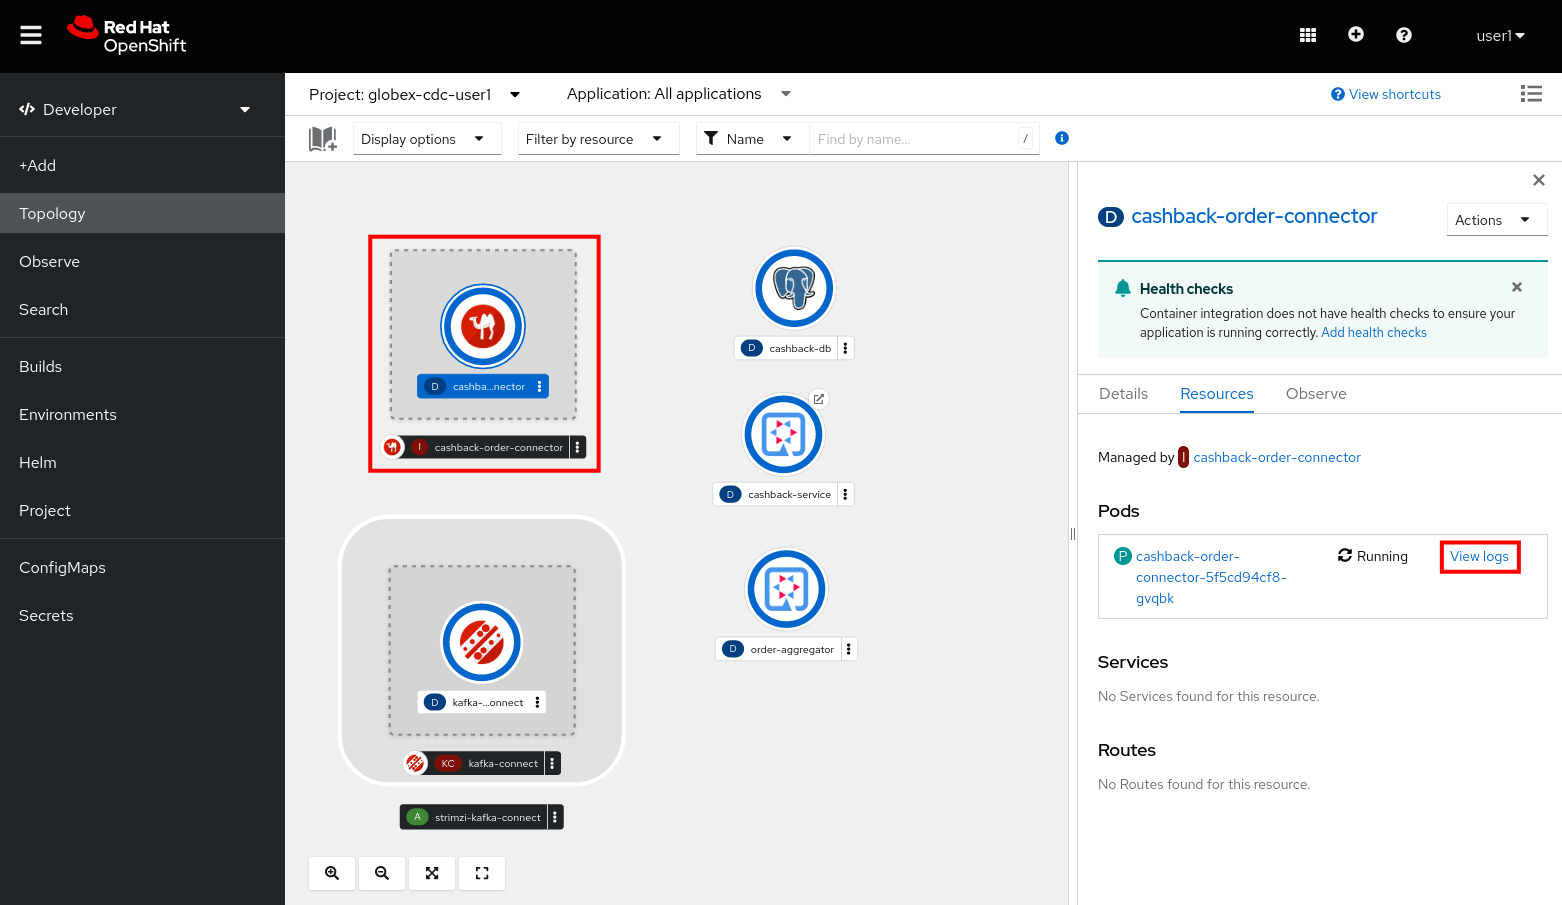 Red Hat
OpenShift
user1
Developer
+Add
Topology
Observe
Search
Builds
Environments
Helm
Project
ConfigMaps
Secrets
Project: globex-cdc-user1
Application: All applications
View shortcuts
Display options
Filter by resource
Name
Find by name...
/
D cashba...nector
I cashback-order-connector
D cashback-db
D cashback-service
D order-aggregator
D kafka-...onnect
KC kafka-connect
A strimzi-kafka-connect
D cashback-order-connector
Actions
Health checks
Container integration does not have health checks to ensure your
application is running correctly. Add health checks
Details Resources Observe
Managed by I cashback-order-connector
Pods
P cashback-order-
connector-5f5cd94cf8-
gvqbk
Running
View logs
Services
No Services found for this resource.
Routes
No Routes found for this resource.